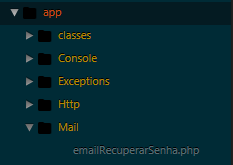 app
classes
Console
Exceptions
Http
Mail
emailRecuperarSenha.php